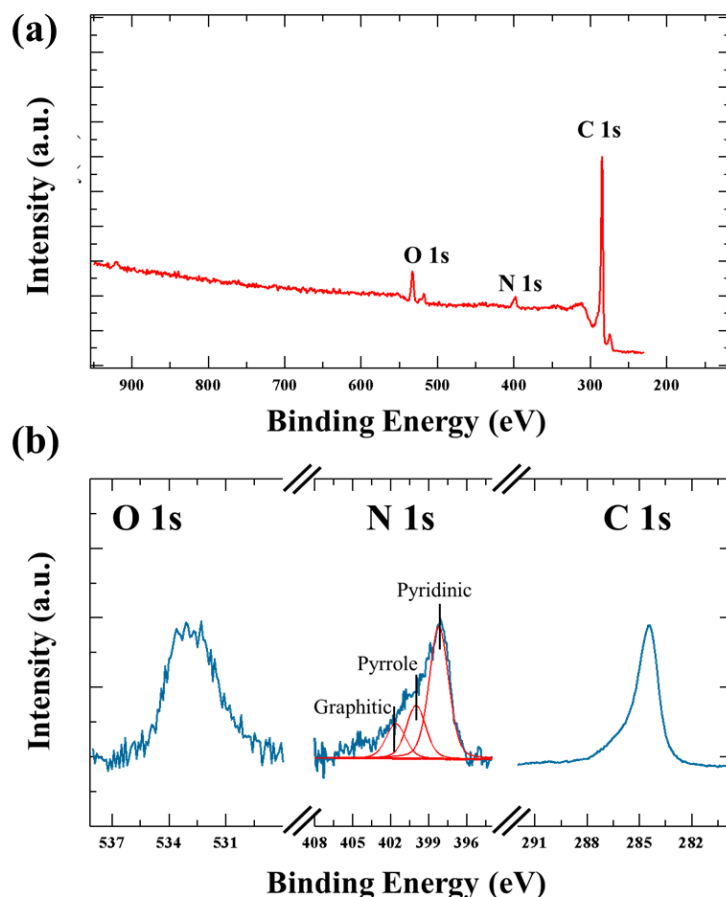 (a)
Intensity (a.u.)
C 1s
O 1s
N 1s
900 800 700 600 500 400 300 200
Binding Energy (eV)
(b)
Intensity (a.u.)
O 1s N 1s C 1s
Pyridinic
Pyrrole
Graphitic
537 534 531 408 405 402 399 396 291 288 285 282
Binding Energy (eV)